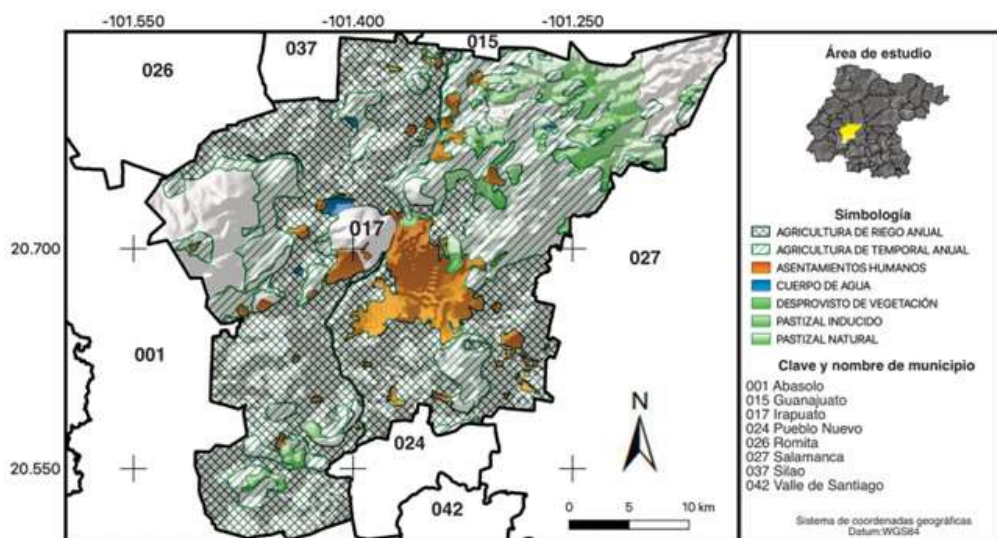 -101.550 -101.400 -101.250
037 015
026
017
20.700
027
001
N
024
20.550
042
0 5 10 km
Área de estudio
Simbología
AGRICULTURA DE RIEGO ANUAL
AGRICULTURA DE TEMPORAL ANUAL
ASENTAMIENTOS HUMANOS
CUERPO DE AGUA
DESPROVISTO DE VEGETACIÓN
PASTIZAL INDUCIDO
PASTIZAL NATURAL
Clave y nombre de municipio
001 Abasolo
015 Guanajuato
017 Irapuato
024 Pueblo Nuevo
026 Romita
027 Salamanca
037 Silao
042 Valle de Santiago
Sistema de coordenadas geográficas
Datum:WGS84